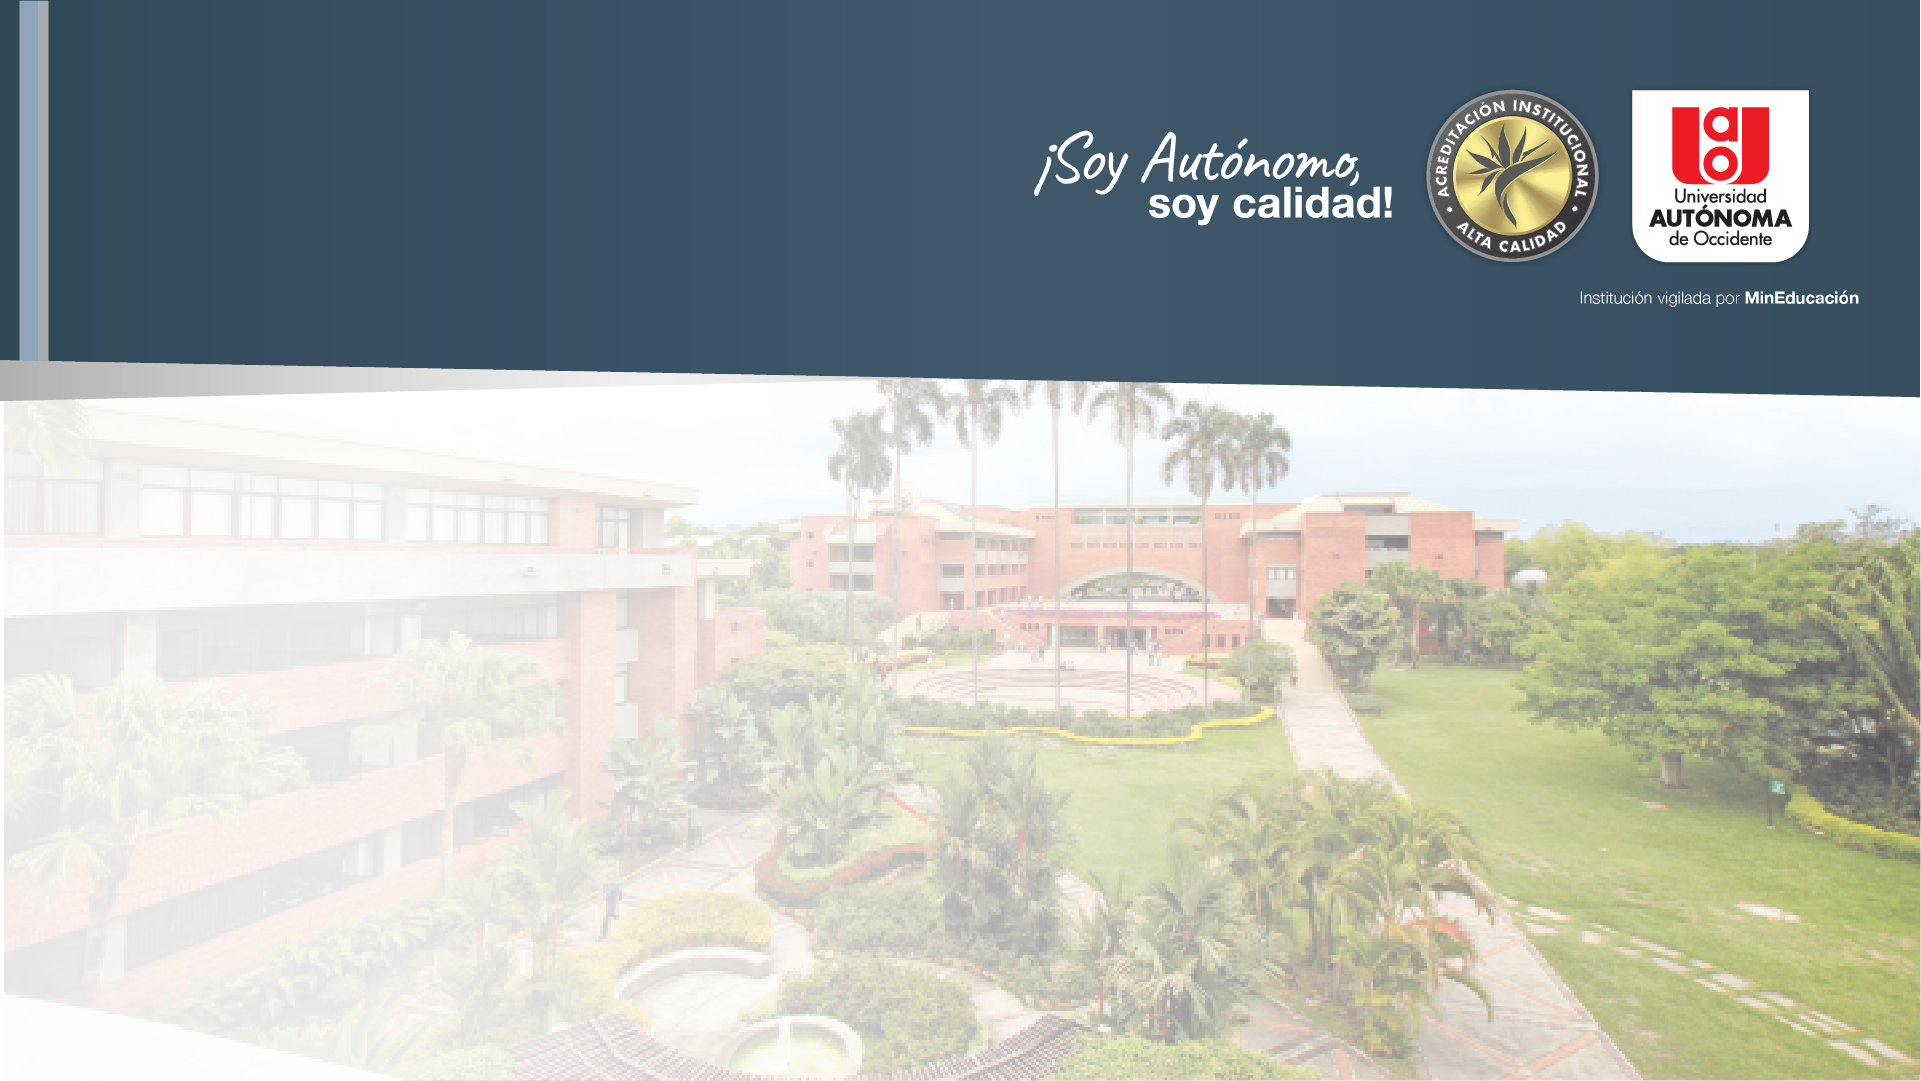 ¡Soy Autónomo,
soy calidad!
ACREDITACIÓN INSTITUCIONAL
• ALTA CALIDAD •
Universidad
AUTÓNOMA
de Occidente
Institución vigilada por MinEducación